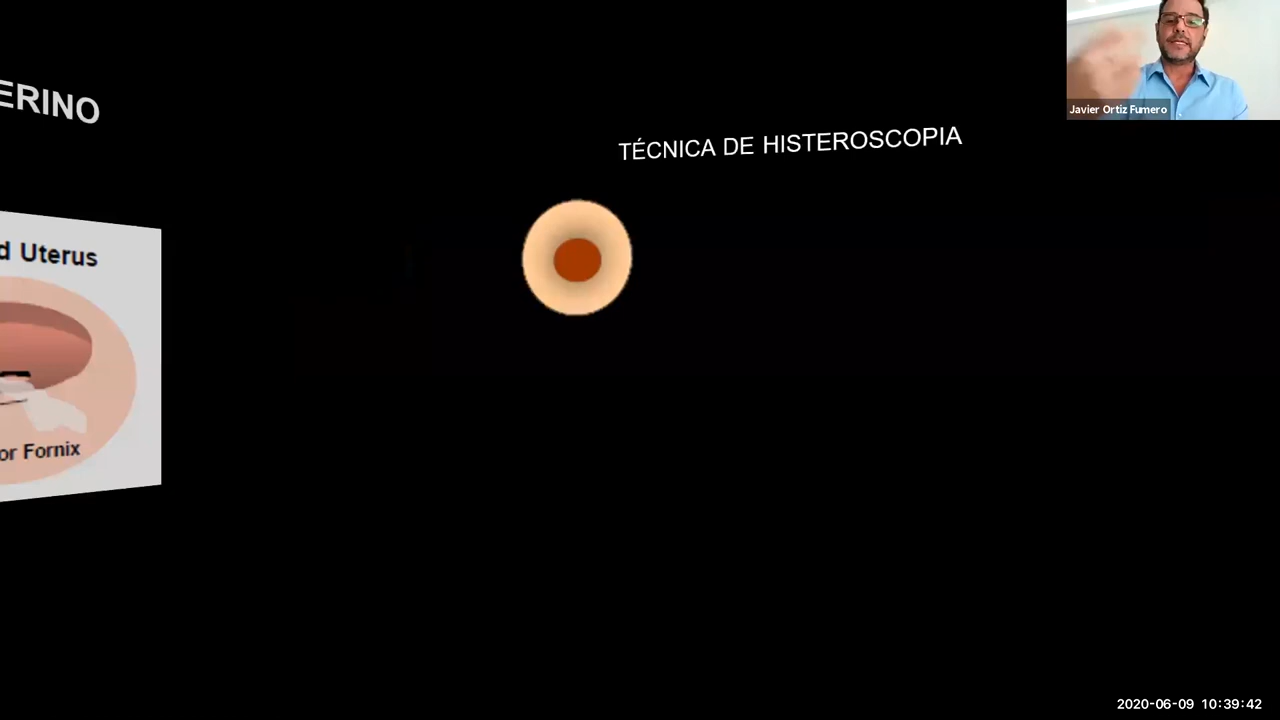 ERINO
TÉCNICA DE HISTEROSCOPIA
d Uterus
or Fornix
Javier Ortiz Fumero
2020-06-09 10:39:42